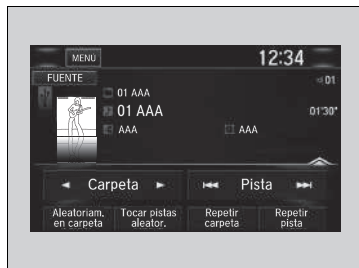 MENÚ
12:34
FUENTE
01
01 AAA
01 AAA
01'30"
AAA
AAA
Carpeta
Pista
Aleatoriam. en carpeta
Tocar pistas aleator.
Repetir carpeta
Repetir pista